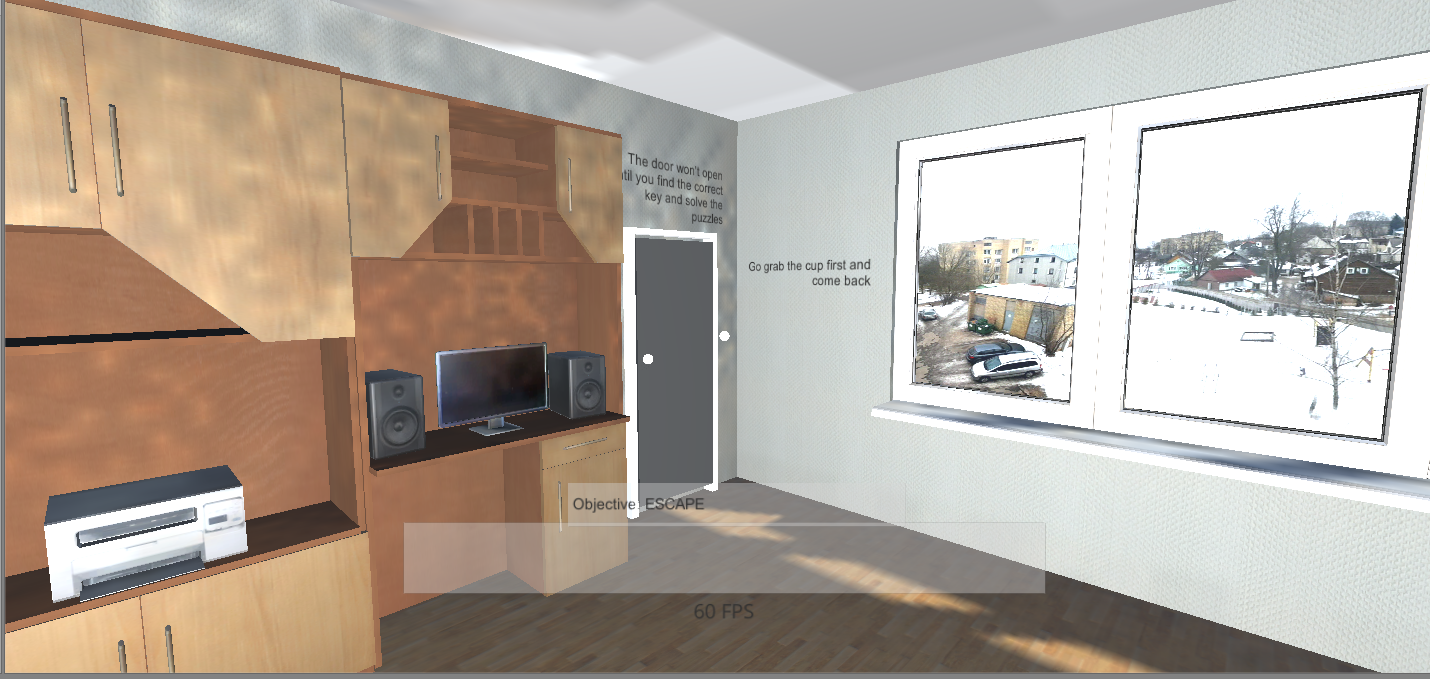 The door won't open
you find the correct
key and solve the
puzzles
Go grab the cup first and
come back
Objective: ESCAPE
60 FPS